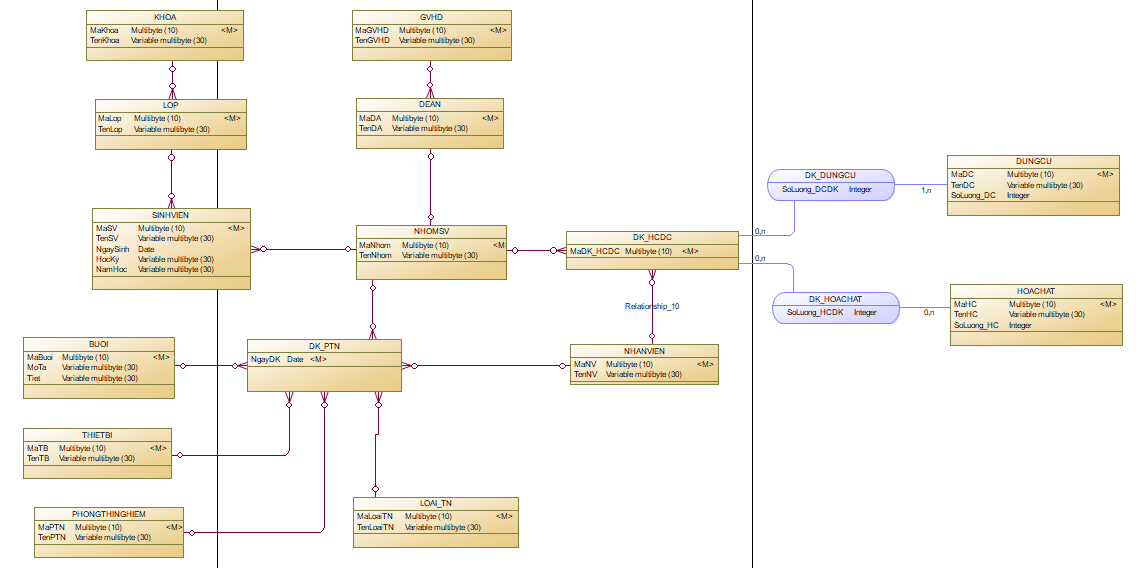 KHOA
MaKhoa Multibyte (10) <M>
TenKhoa Variable multibyte (30)
GVHD
MaGVHD Multibyte (10) <M>
TenGVHD Variable multibyte (30)
LOP
MaLop Multibyte (10) <M>
TenLop Variable multibyte (30)
DEAN
MaDA Multibyte (10) <M>
TenDA Variable multibyte (30)
SINHVIEN
MaSV Multibyte (10) <M>
TenSV Variable multibyte (30)
NgaySinh Date
HocKy Variable multibyte (30)
NamHoc Variable multibyte (30)
NHOMSV
MaNhom Multibyte (10) <M
TenNhom Variable multibyte (30)
DK_HCDC
MaDK_HCDC Multibyte (10) <M>
DK_DUNGCU
SoLuong_DCDK Integer
1,n
0,n
DUNGCU
MaDC Multibyte (10) <M>
TenDC Variable multibyte (30)
SoLuong_DC Integer
0,n
DK_HOACHAT
SoLuong_HCDK Integer
0,n
HOACHAT
MaHC Multibyte (10) <M>
TenHC Variable multibyte (30)
SoLuong_HC Integer
Relationship_10
BUOI
MaBuoi Multibyte (10) <M>
MoTa Variable multibyte (30)
Tiet Variable multibyte (30)
DK_PTN
NgayDK Date <M>
NHANVIEN
MaNV Multibyte (10) <M>
TenNV Variable multibyte (30)
THIETBI
MaTB Multibyte (10) <M>
TenTB Variable multibyte (30)
PHONGTHINGHIEM
MaPTN Multibyte (10) <M>
TenPTN Variable multibyte (30)
LOAI_TN
MaLoaiTN Multibyte (10) <M>
TenLoaiTN Variable multibyte (30)